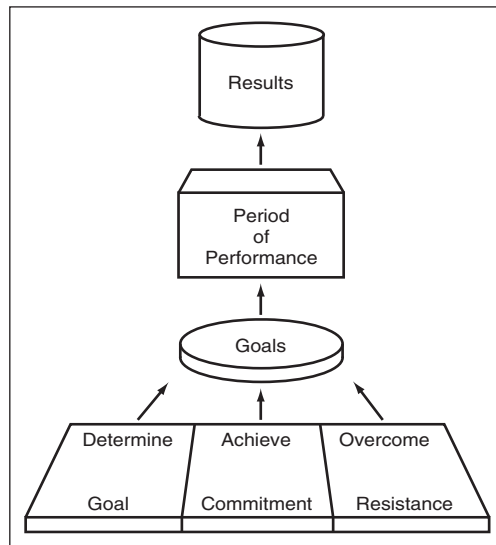 Results
Period
of
Performance
Goals
Determine Achieve Overcome
Goal Commitment Resistance